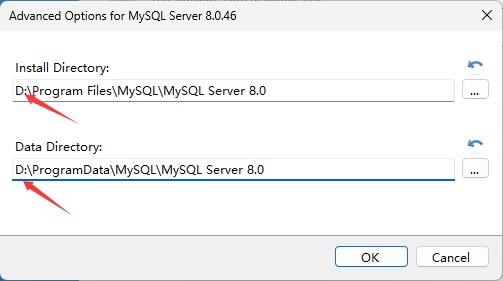 Advanced Options for MySQL Server 8.0.46
Install Directory:
D:\Program Files\MySQL\MySQL Server 8.0
...
Data Directory:
D:\ProgramData\MySQL\MySQL Server 8.0
...
OK Cancel